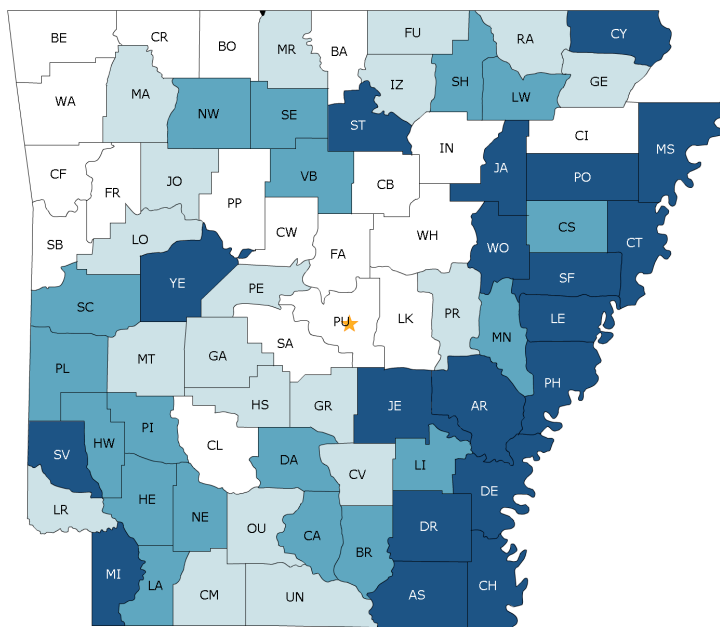 BE
CR
BO
MR
BA
FU
RA
CY
WA
MA
NW
SE
ST
IZ
SH
LW
GE
CF
FR
JO
PP
VB
CB
IN
JA
CI
MS
PO
SB
LO
CW
FA
WH
WO
CS
CT
SC
YE
PE
PU
LK
PR
MN
SF
LE
PL
MT
GA
SA
HS
GR
JE
AR
PH
SV
HW
PI
CL
DA
CV
LI
DE
LR
HE
NE
OU
CA
BR
DR
MI
LA
CM
UN
AS
CH